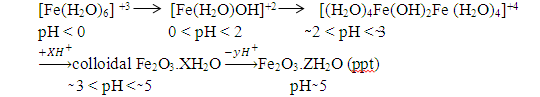 [Fe(H₂O)₆] ⁺³⟶ [Fe(H₂O)OH]⁺²⟶ [(H₂O)₄Fe(OH)₂Fe (H₂O)₄]⁺⁴
pH < 0 0 < pH < 2 ~2 < pH <~3
+XH⁺⟶colloidal Fe₂O₃.XH₂O −yH⁺⟶Fe₂O₃.ZH₂O (ppt)
~3 < pH<~5 pH~5